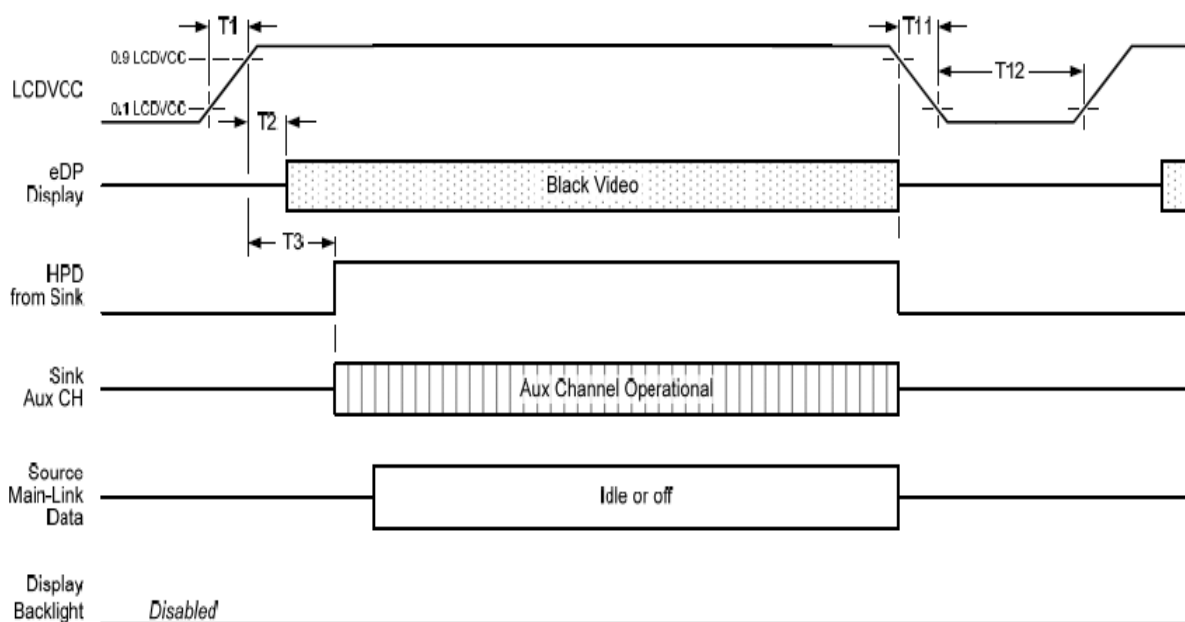 T1
T11
0.9 LCDVCC
LCDVCC
T12
0.1 LCDVCC
T2
eDP
Display
Black Video
T3
HPD
from Sink
Sink
Aux CH
Aux Channel Operational
Source
Main-Link
Data
Idle or off
Display
Backlight
Disabled